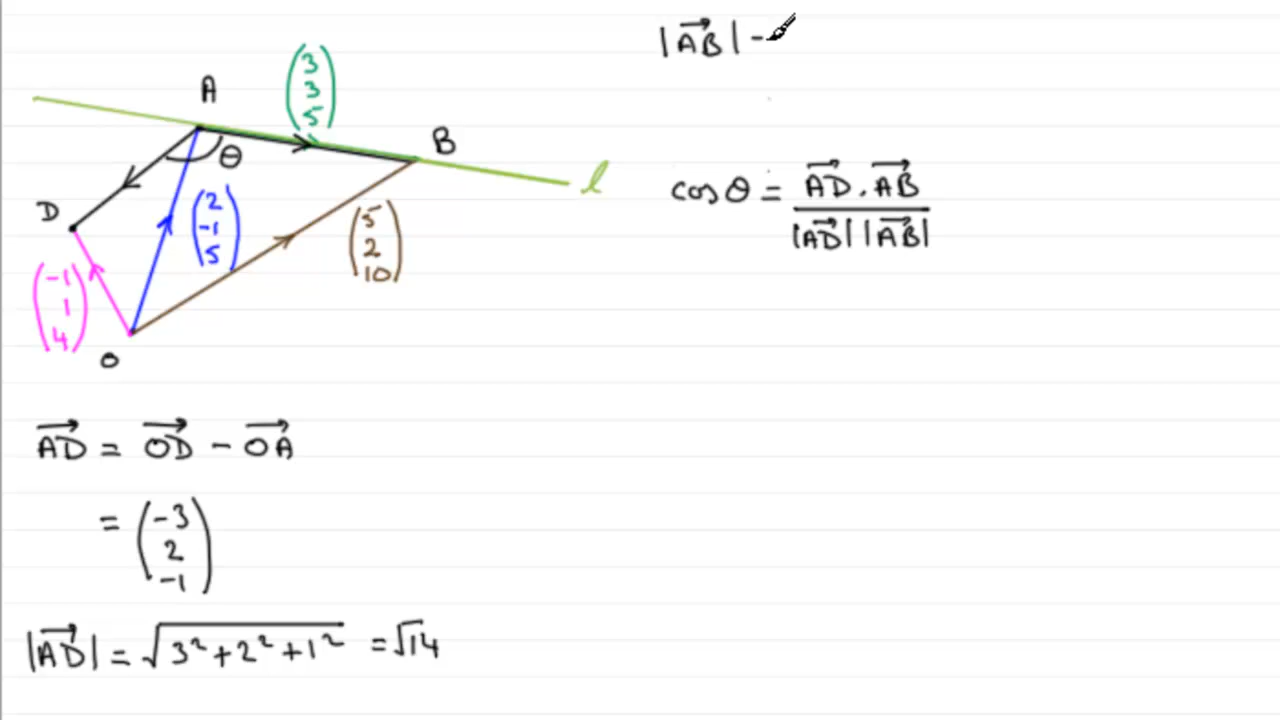 |AB| =
A
(3
3
5)
B
θ
l
D
(2
-1
5)
(5
2
10)
(-1
1
4)
O
cos θ = AD . AB
|AD| |AB|
AD = OD - OA
= (-3
2
-1)
|AD| = √3² + 2² + 1² = √14